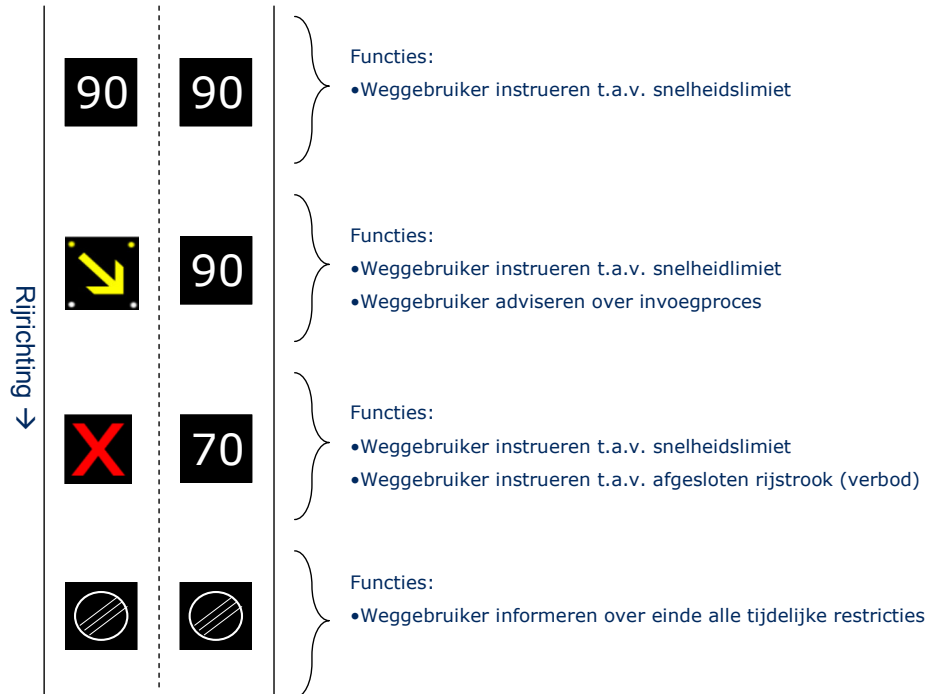 90 90
Functies:
•Weggebruiker instrueren t.a.v. snelheidslimiet
90
Functies:
•Weggebruiker instrueren t.a.v. snelheidlimiet
•Weggebruiker adviseren over invoegproces
Rijrichting →
X 70
Functies:
•Weggebruiker instrueren t.a.v. snelheidslimiet
•Weggebruiker instrueren t.a.v. afgesloten rijstrook (verbod)
Functies:
•Weggebruiker informeren over einde alle tijdelijke restricties